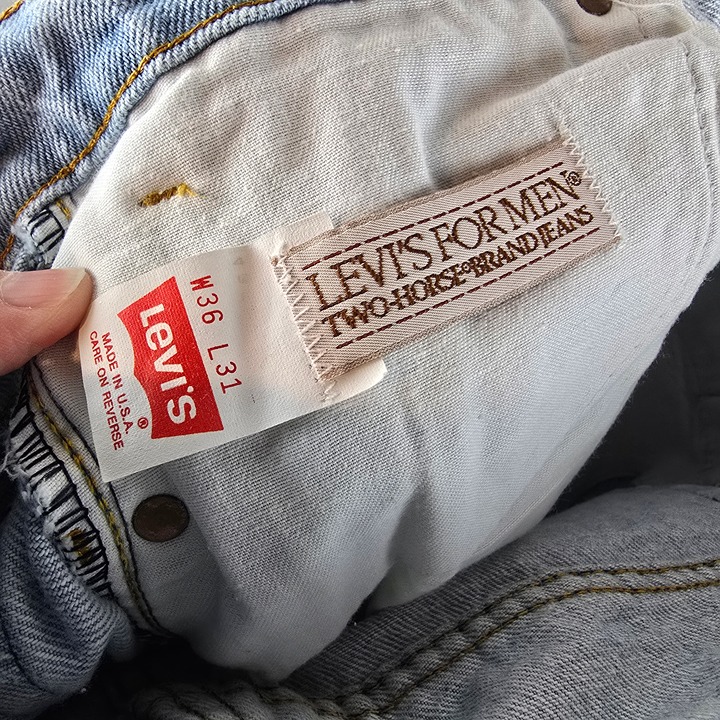 LEVI'S FOR MEN®
TWO-HORSE® BRAND JEANS
W36 L31
LEVI'S
®
MADE IN U.S.A.
CARE ON REVERSE